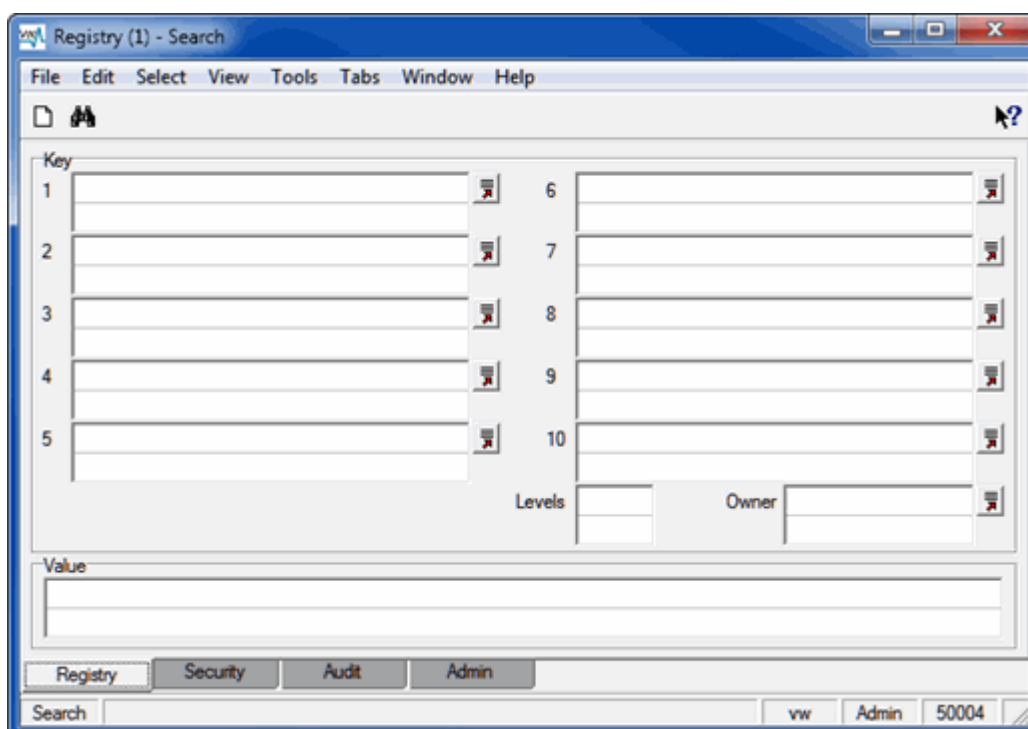 Registry (1) - Search
File Edit Select View Tools Tabs Window Help
?
Key
1 6
2 7
3 8
4 9
5 10
Levels Owner
Value
Registry Security Audit Admin
Search vw Admin 50004